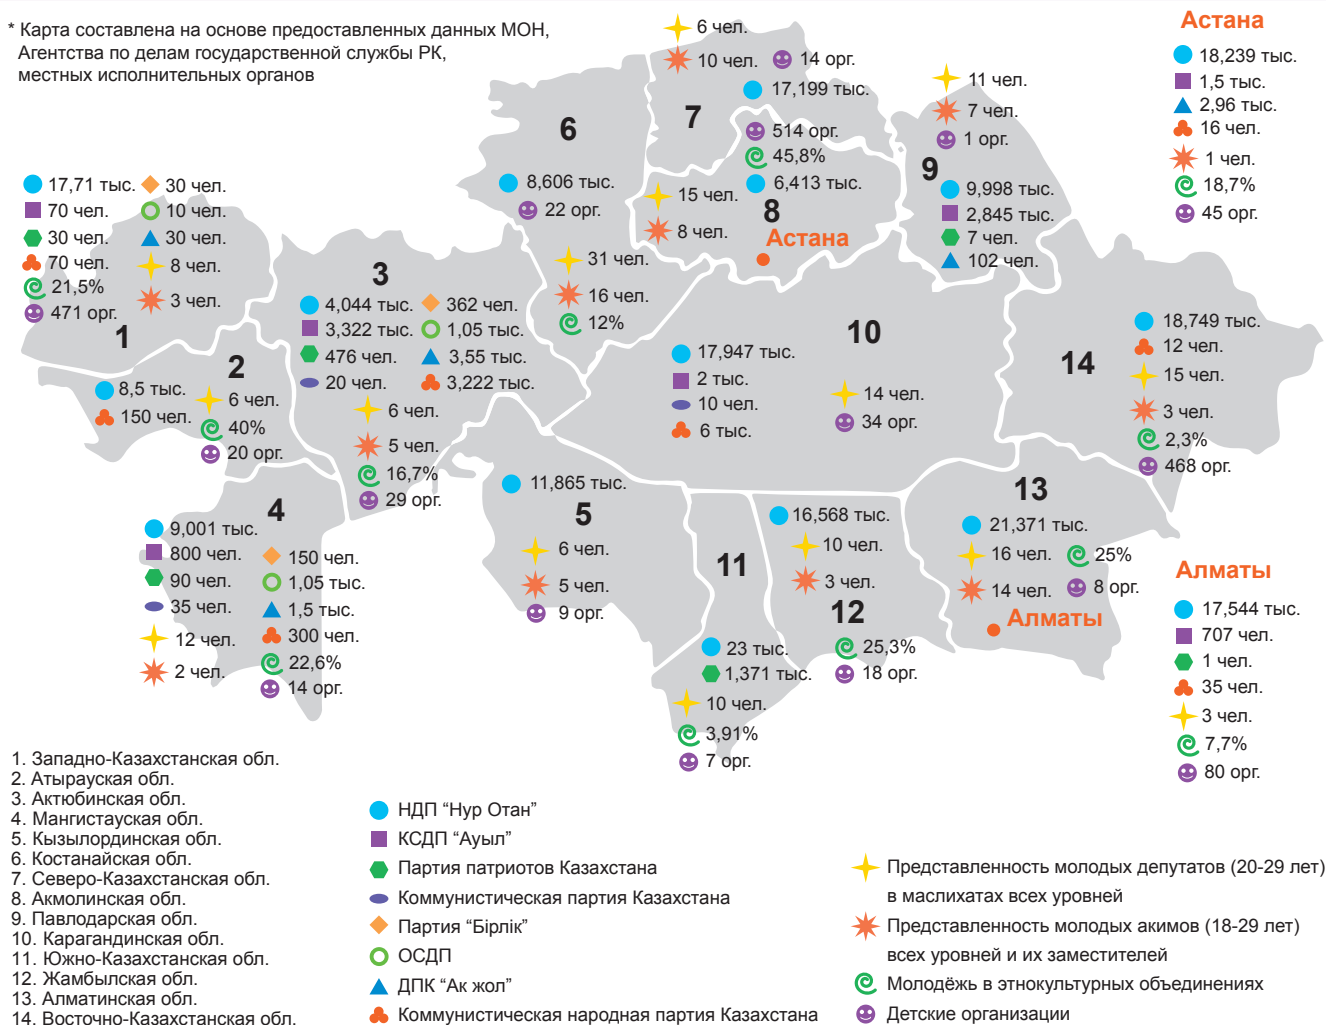 * Карта составлена на основе предоставленных данных МОН,
Агентства по делам государственной службы РК,
местных исполнительных органов
6 чел.
10 чел.
14 орг.
17,199 тыс.
7
Астана
18,239 тыс.
1,5 тыс.
2,96 тыс.
16 чел.
1 чел.
18,7%
45 орг.
11 чел.
7 чел.
1 орг.
9
9,998 тыс.
2,845 тыс.
7 чел.
102 чел.
6
8,606 тыс.
22 орг.
31 чел.
16 чел.
12%
514 орг.
45,8%
6,413 тыс.
15 чел.
8 чел.
8
Астана
17,71 тыс.
70 чел.
30 чел.
70 чел.
21,5%
471 орг.
30 чел.
10 чел.
30 чел.
8 чел.
3 чел.
1
2
8,5 тыс.
150 чел.
6 чел.
40%
20 орг.
3
4,044 тыс.
3,322 тыс.
476 чел.
20 чел.
362 чел.
1,05 тыс.
3,55 тыс.
3,222 тыс.
6 чел.
5 чел.
16,7%
29 орг.
10
17,947 тыс.
2 тыс.
10 чел.
6 тыс.
14 чел.
34 орг.
14
18,749 тыс.
12 чел.
15 чел.
3 чел.
2,3%
468 орг.
4
9,001 тыс.
800 чел.
90 чел.
35 чел.
12 чел.
2 чел.
150 чел.
1,05 тыс.
1,5 тыс.
300 чел.
22,6%
14 орг.
11,865 тыс.
5
6 чел.
5 чел.
9 орг.
11
23 тыс.
1,371 тыс.
10 чел.
3,91%
7 орг.
16,568 тыс.
10 чел.
3 чел.
12
25,3%
18 орг.
13
21,371 тыс.
16 чел.
14 чел.
25%
8 орг.
Алматы
Алматы
17,544 тыс.
707 чел.
1 чел.
35 чел.
3 чел.
7,7%
80 орг.
1. Западно-Казахстанская обл.
2. Атырауская обл.
3. Актюбинская обл.
4. Мангистауская обл.
5. Кызылординская обл.
6. Костанайская обл.
7. Северо-Казахстанская обл.
8. Акмолинская обл.
9. Павлодарская обл.
10. Карагандинская обл.
11. Южно-Казахстанская обл.
12. Жамбылская обл.
13. Алматинская обл.
14. Восточно-Казахстанская обл.
НДП “Нур Отан”
КСДП “Ауыл”
Партия патриотов Казахстана
Коммунистическая партия Казахстана
Партия “Бірлік”
ОСДП
ДПК “Ак жол”
Коммунистическая народная партия Казахстана
Представленность молодых депутатов (20-29 лет)
в маслихатах всех уровней
Представленность молодых акимов (18-29 лет)
всех уровней и их заместителей
Молодёжь в этнокультурных объединениях
Детские организации